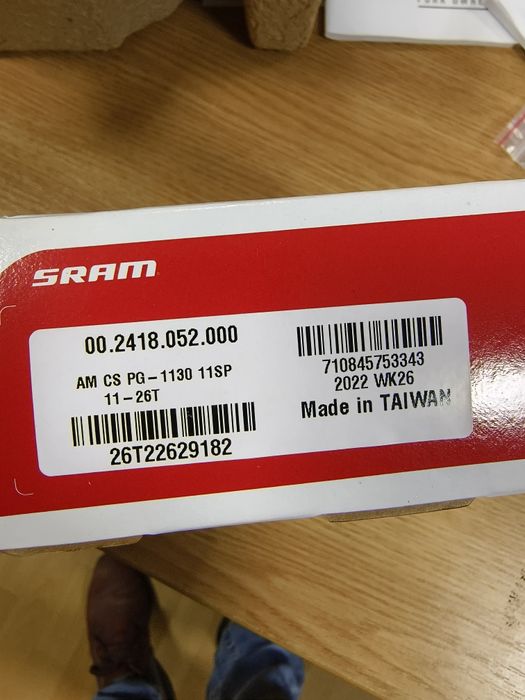 SRAM
00.2418.052.000
AM CS PG-1130 11SP
11-26T
26T22629182
710845753343
2022 WK26
Made in TAIWAN